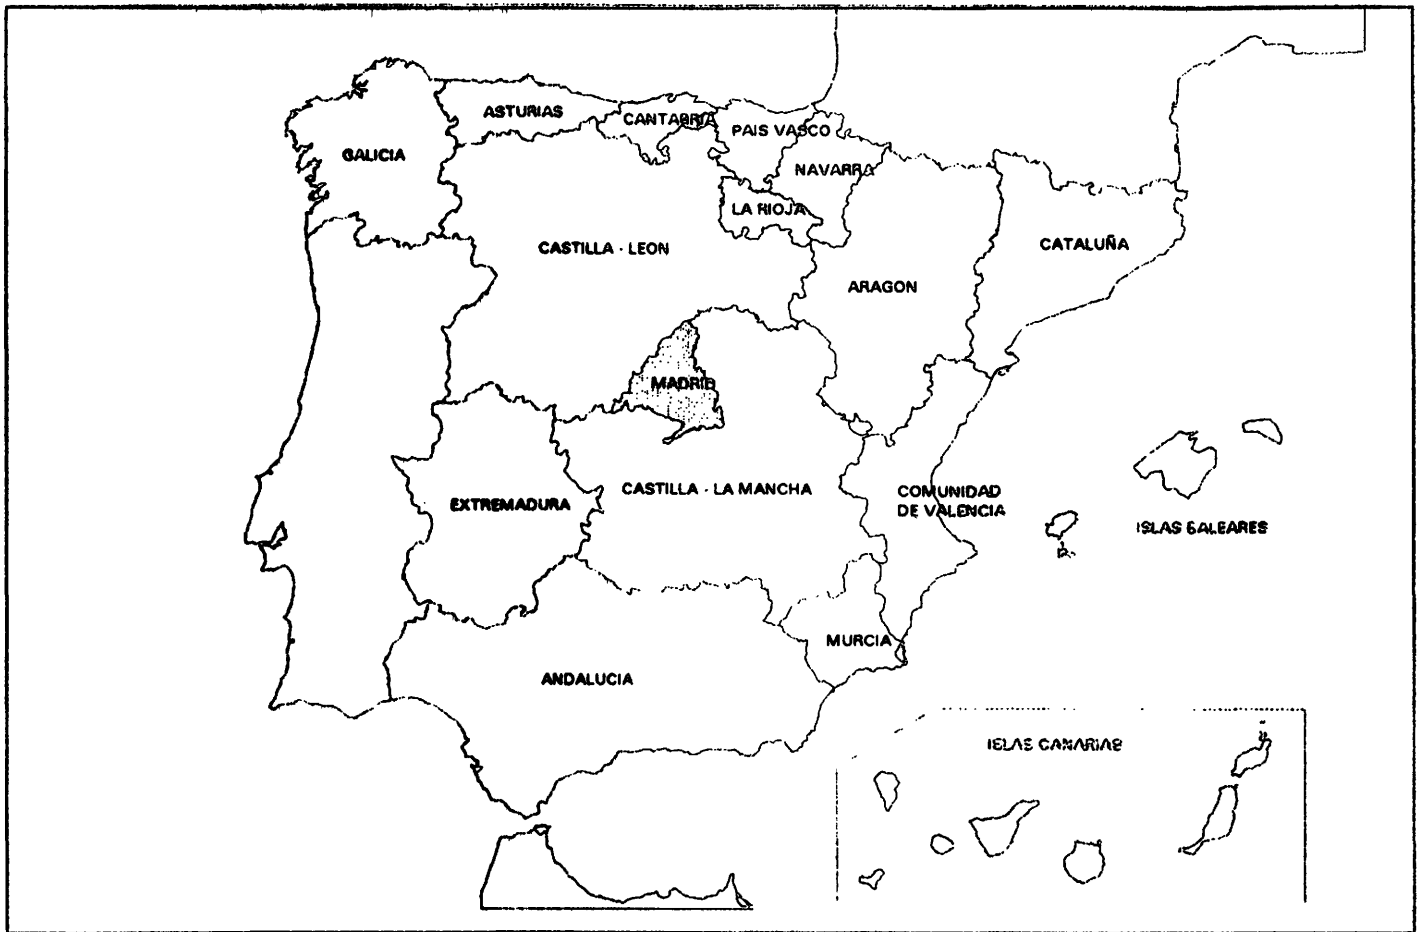 ASTURIAS
CANTABRIA
PAIS VASCO
GALICIA
NAVARRA
LA RIOJA
CASTILLA - LEON
CATALUÑA
ARAGON
MADRID
CASTILLA - LA MANCHA
EXTREMADURA
COMUNIDAD
DE VALENCIA
ISLAS BALEARES
MURCIA
ANDALUCIA
ISLAS CANARIAS